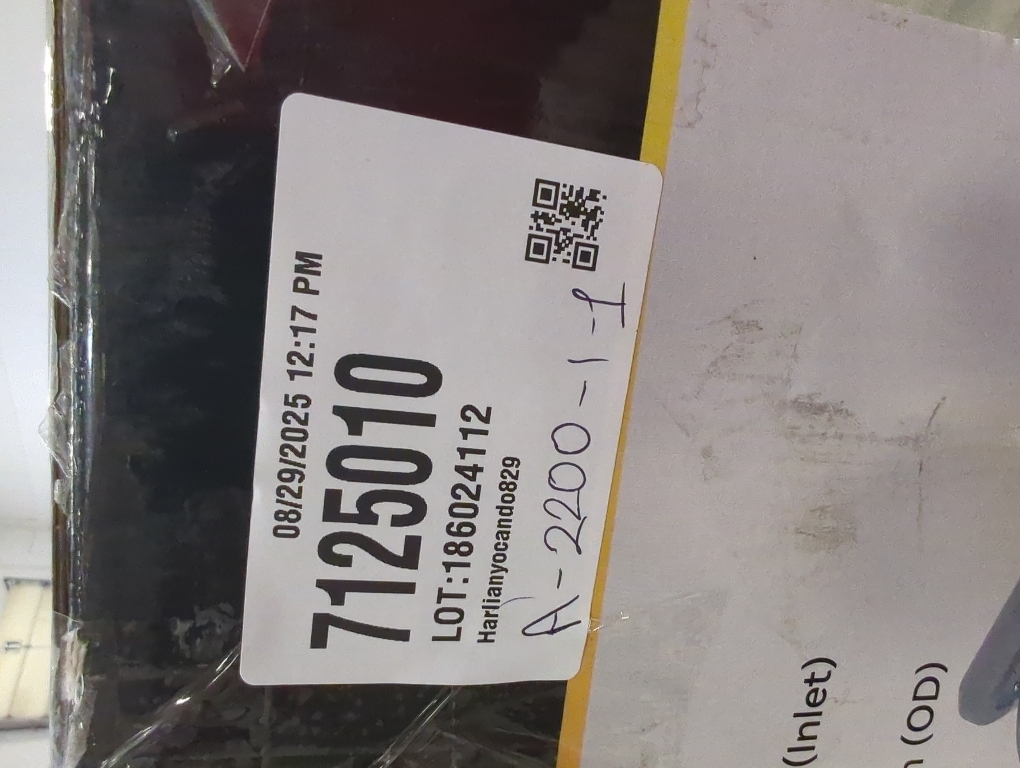 08/29/2025 12:17 PM
7125010
LOT:186024112
Harlianyocando829
A-2200-1-1
(Inlet)
(OD)